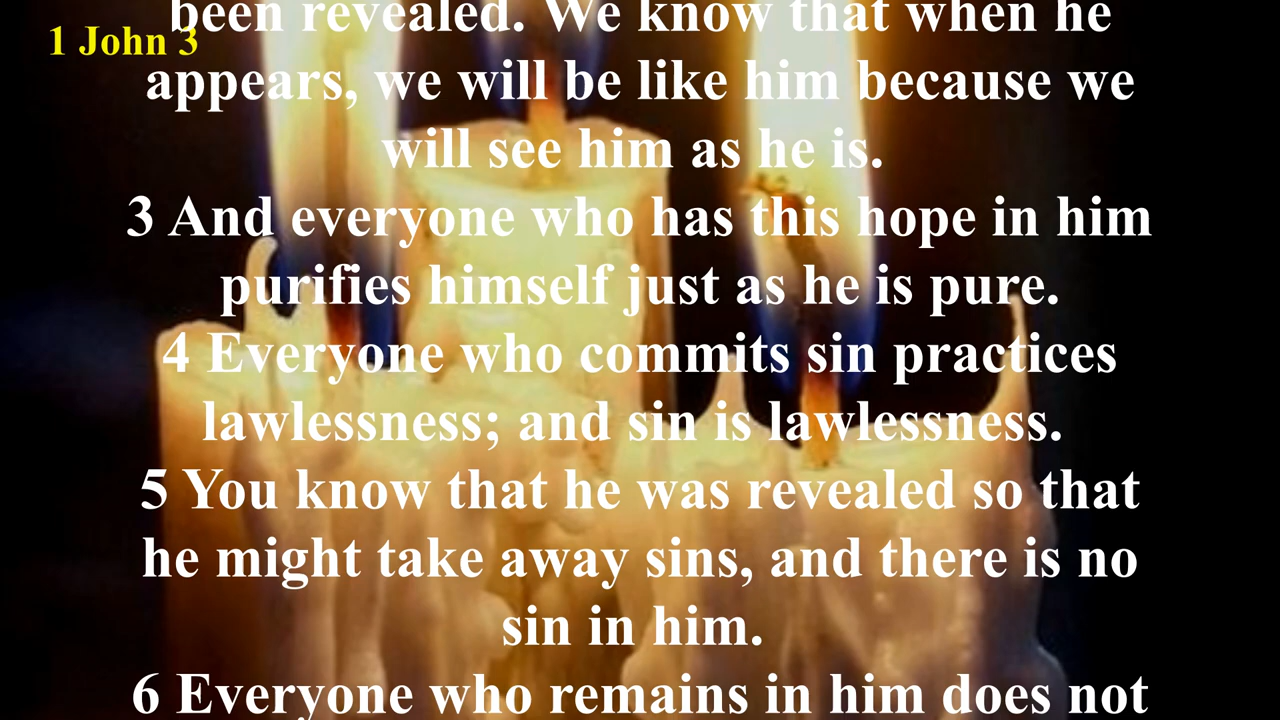 1 John 3
been revealed. We know that when he
appears, we will be like him because we
will see him as he is.
3 And everyone who has this hope in him
purifies himself just as he is pure.
4 Everyone who commits sin practices
lawlessness; and sin is lawlessness.
5 You know that he was revealed so that
he might take away sins, and there is no
sin in him.
6 Everyone who remains in him does not